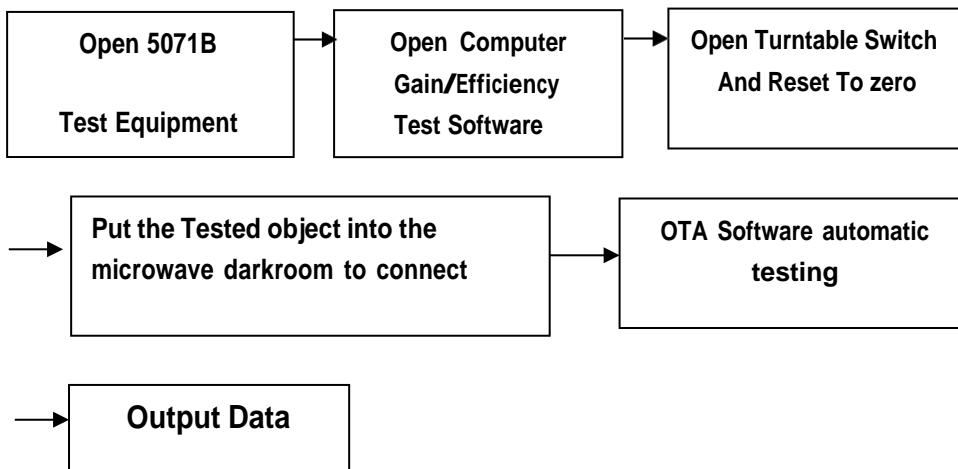 Open 5071B
Test Equipment
Open Computer
Gain/Efficiency
Test Software
Open Turntable Switch
And Reset To zero
Put the Tested object into the
microwave darkroom to connect
OTA Software automatic
testing
Output Data